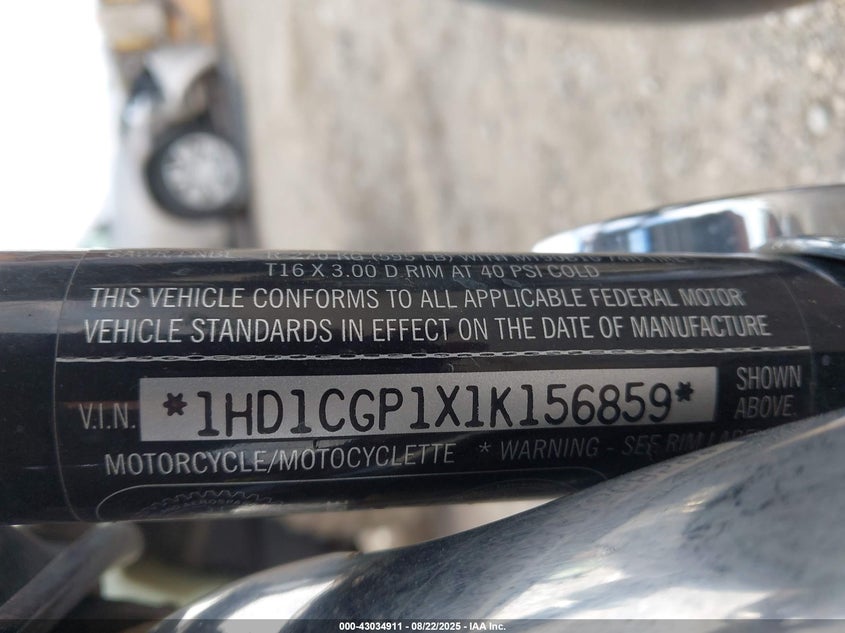 T16 X 3.00 D RIM AT 40 PSI COLD
THIS VEHICLE CONFORMS TO ALL APPLICABLE FEDERAL MOTOR
VEHICLE STANDARDS IN EFFECT ON THE DATE OF MANUFACTURE
V.I.N. *1HD1CGP1X1K156859* SHOWN
ABOVE.
MOTORCYCLE/MOTOCYCLETTE * WARNING - SEE RIM
000-43034911 - 08/22/2025 - IAA Inc.